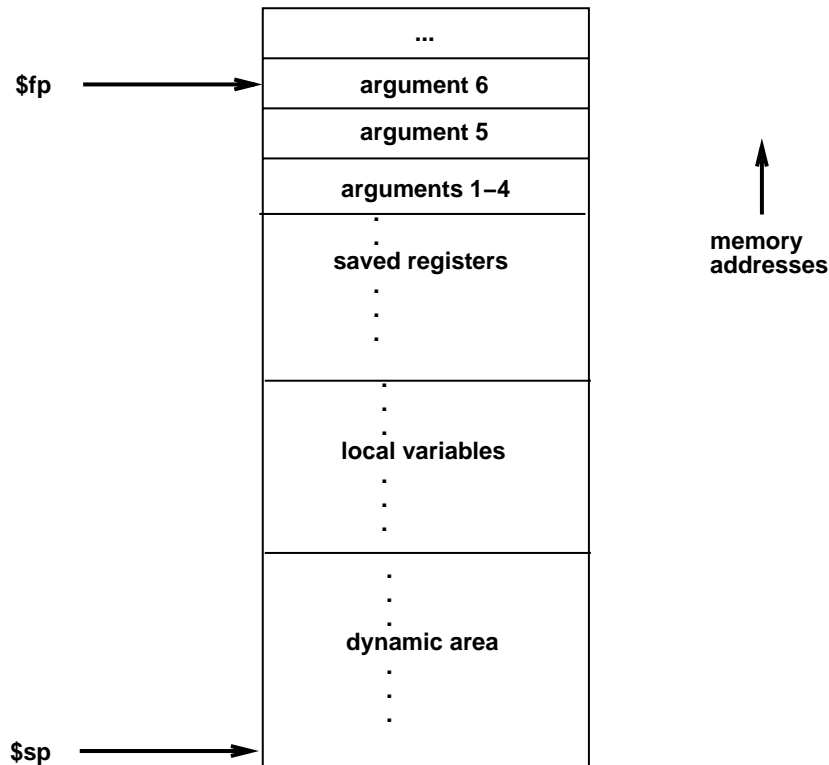 ...
$fp
argument 6
argument 5
arguments 1−4
memory
addresses
saved registers
local variables
dynamic area
$sp